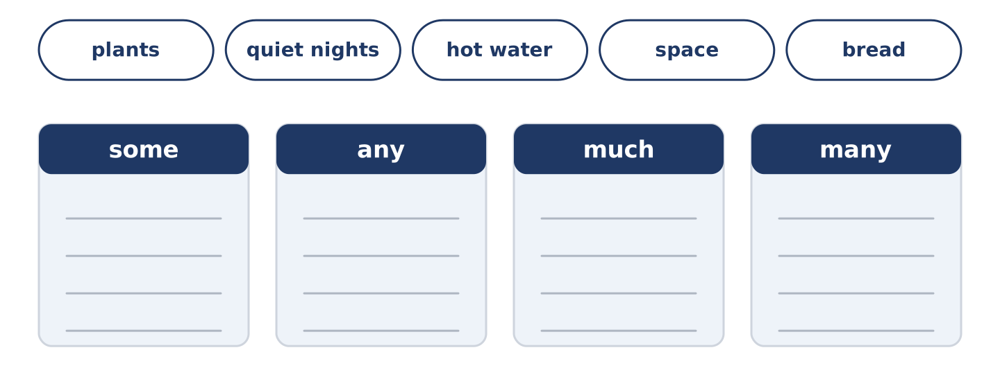 plants
quiet nights
hot water
space
bread
some
any
much
many